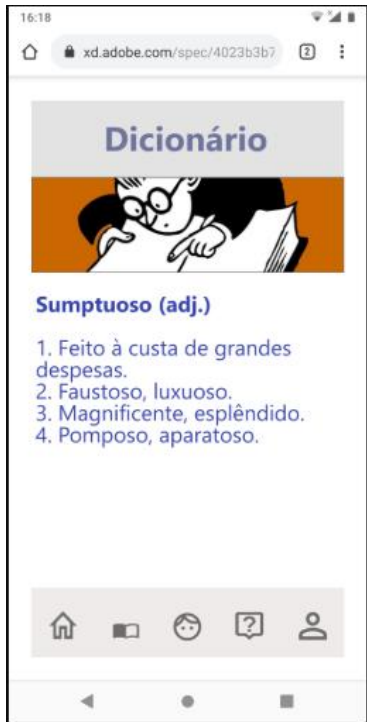 16:18
xd.adobe.com/spec/4023b3b7
2
Dicionário
Sumptuoso (adj.)
1. Feito à custa de grandes
despesas.
2. Faustoso, luxuoso.
3. Magnificente, esplêndido.
4. Pomposo, aparatoso.
?